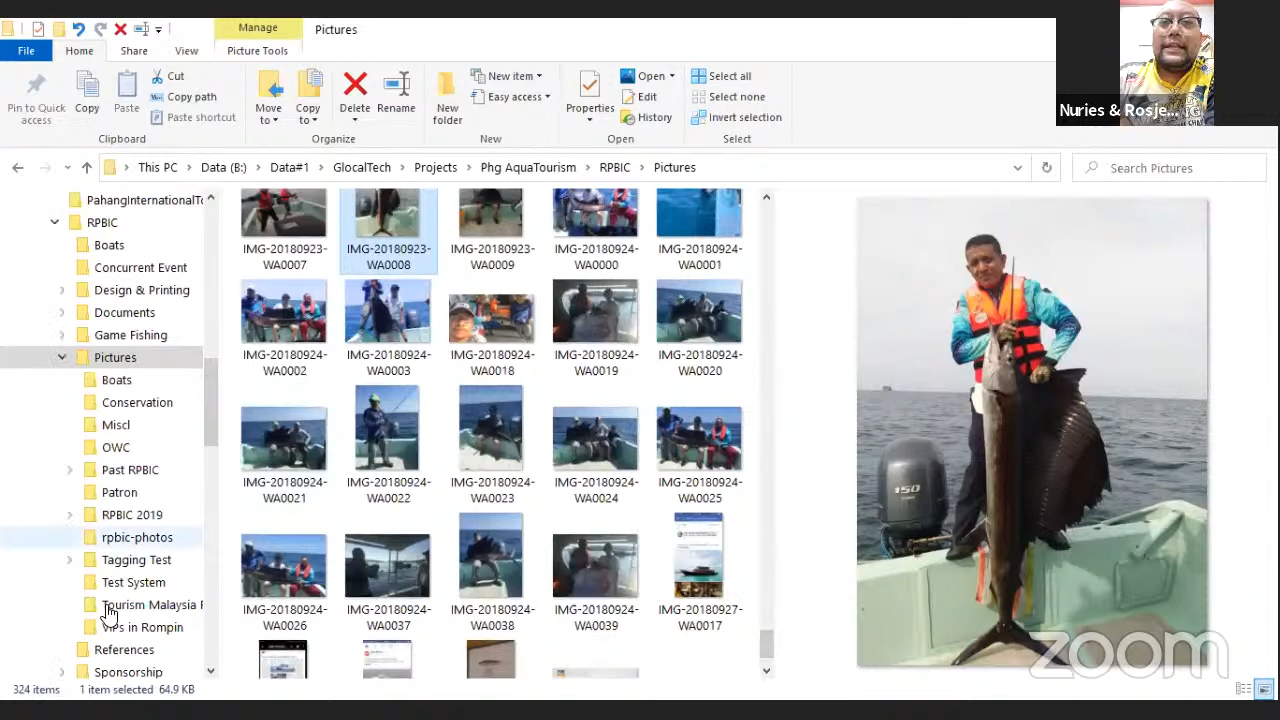 Manage
Pictures
File
Home
Share
View
Picture Tools
Pin to Quick access
Copy
Paste
Cut
Copy path
Paste shortcut
Clipboard
Move to
Copy to
Delete
Rename
Organize
New folder
New item
Easy access
New
Properties
Open
Edit
History
Open
Select all
Select none
Invert selection
Select
Nuries & Rosje...
This PC
Data (B:)
Data#1
GlocalTech
Projects
Phg AquaTourism
RPBIC
Pictures
Search Pictures
PahangInternationalTo
RPBIC
Boats
Concurrent Event
Design & Printing
Documents
Game Fishing
Pictures
Boats
Conservation
Miscl
OWC
Past RPBIC
Patron
RPBIC 2019
rpbic-photos
Tagging Test
Test System
Tourism Malaysia
VIPs in Rompin
References
Sponsorship
IMG-20180923-WA0007
IMG-20180923-WA0008
IMG-20180923-WA0009
IMG-20180924-WA0000
IMG-20180924-WA0001
IMG-20180924-WA0002
IMG-20180924-WA0003
IMG-20180924-WA0018
IMG-20180924-WA0019
IMG-20180924-WA0020
IMG-20180924-WA0021
IMG-20180924-WA0022
IMG-20180924-WA0023
IMG-20180924-WA0024
IMG-20180924-WA0025
IMG-20180924-WA0026
IMG-20180924-WA0037
IMG-20180924-WA0038
IMG-20180924-WA0039
IMG-20180927-WA0017
150
zoom
324 items
1 item selected 64.9 KB